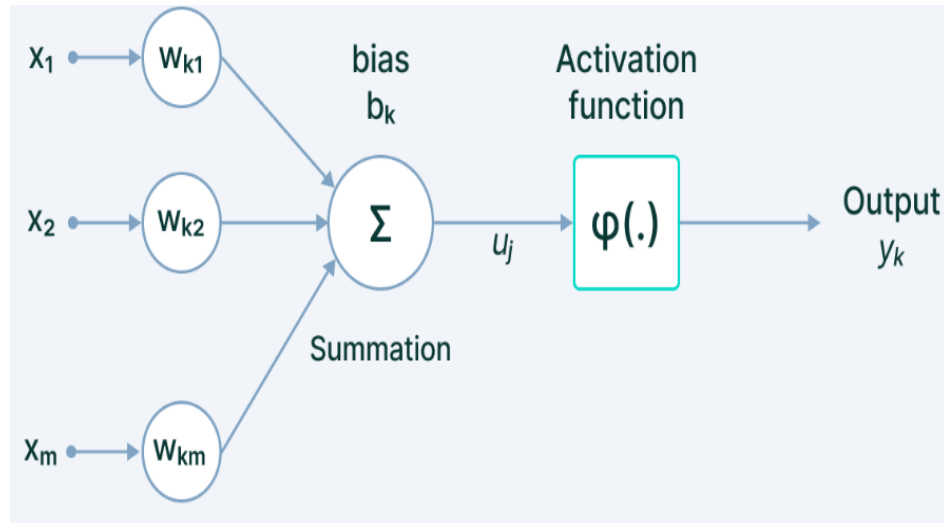 x₁
wₖ₁
bias
bₖ
Activation
function
x₂
wₖ₂
Σ
uⱼ
φ(.)
Output
yₖ
Summation
xₘ
wₖₘ